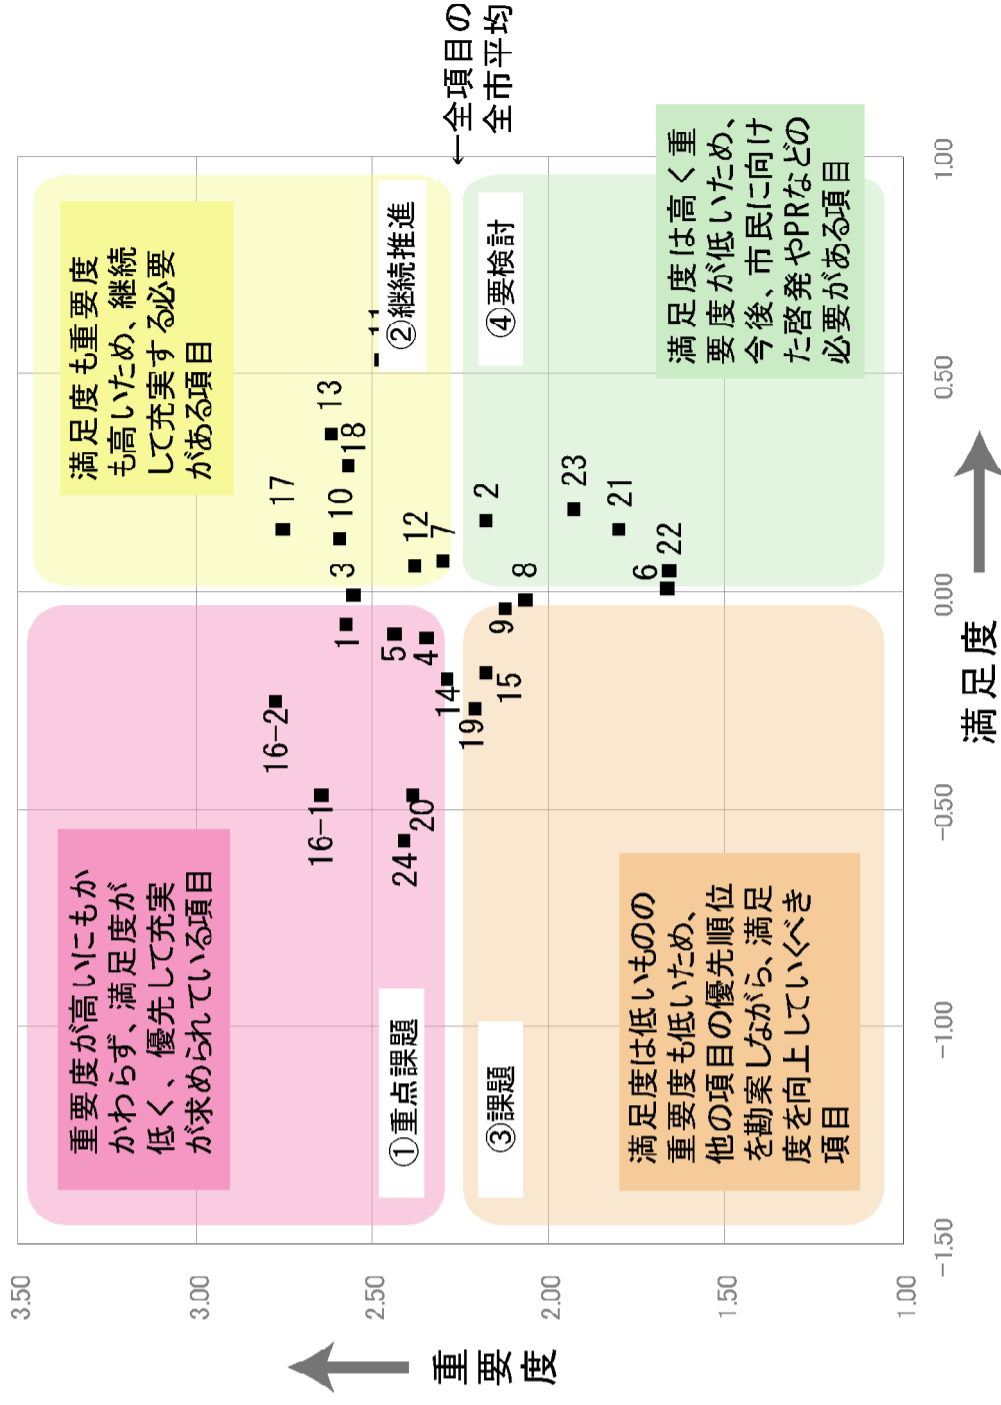 ←全項目の
全市平均
重要度が高いにもか
かわらず、満足度が
低く、優先して充実
が求められている項目
満足度も重要度
も高いため、継続
して充実する必要
がある項目
①重点課題
②継続推進
③課題
④要検討
満足度は低いものの
重要度も低いため、
他の項目の優先順位
を勘案しながら、満足
度を向上していくべき
項目
満足度は高く重
要度が低いため、
今後、市民に向け
た啓発やPRなどの
必要がある項目
16-2
16-1
24
20
1
5
4
14
19
15
9
8
3
17
10
13
18
11
12
7
2
23
21
6
22
3.50
3.00
2.50
2.00
1.50
1.00
-1.50
-1.00
-0.50
0.00
0.50
1.00
重要度
満足度